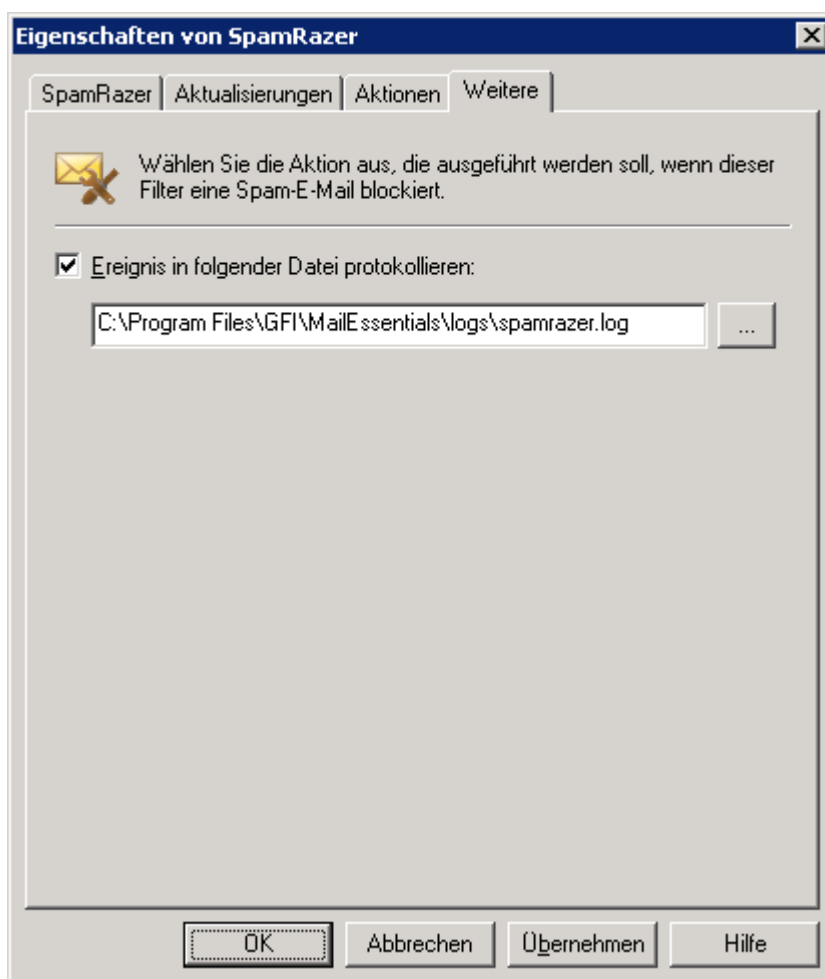 Eigenschaften von SpamRazer
SpamRazer Aktualisierungen Aktionen Weitere
Wählen Sie die Aktion aus, die ausgeführt werden soll, wenn dieser
Filter eine Spam-E-Mail blockiert.
Ereignis in folgender Datei protokollieren:
C:\Program Files\GFI\MailEssentials\logs\spamrazer.log ...
OK Abbrechen Übernehmen Hilfe